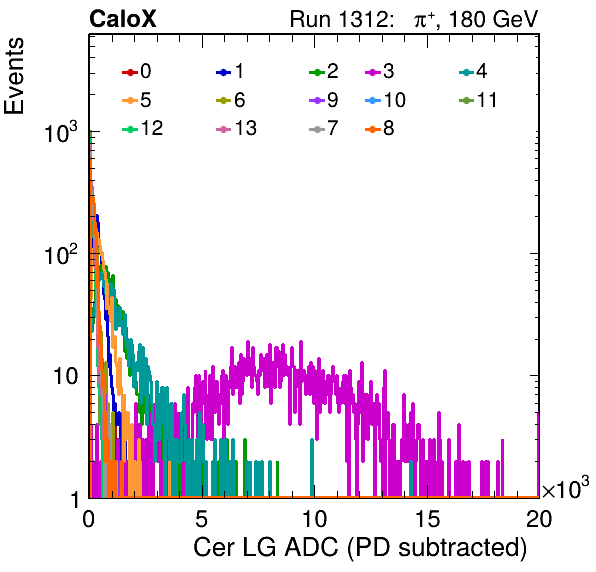 CaloX Run 1312: π⁺, 180 GeV
Events
0 1 2 3 4
5 6 9 10 11
12 13 7 8
10³
10²
10
1
0 5 10 15 20 ×10³
Cer LG ADC (PD subtracted)